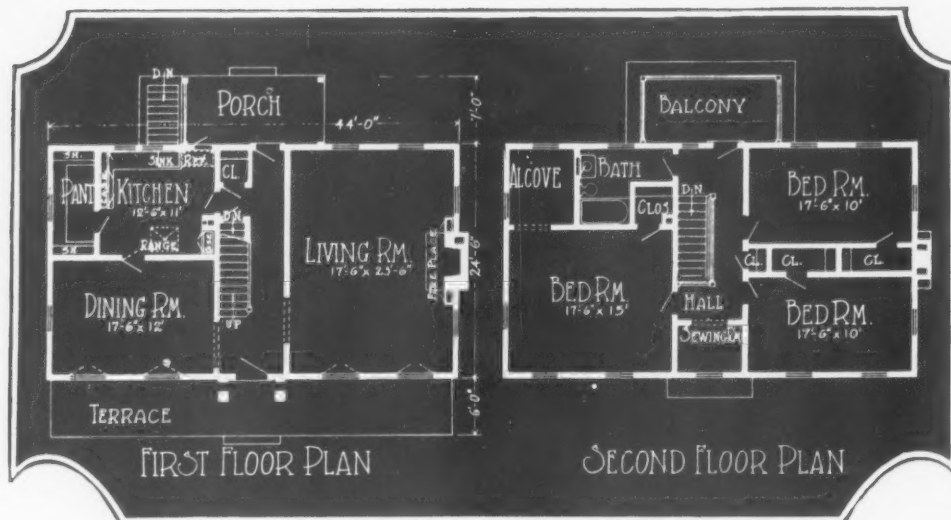 DN
PORCH
44'-0"
7'-0"
SH.
SINK
REF.
CL.
PANT.
KITCHEN
12'-6" x 11'
DN
RANGE
SH.
LIVING RM.
17'-6" x 23'-6"
FIREPLACE
24'-6"
DINING RM.
17'-6" x 12'
UP
TERRACE
6'-0"
FIRST FLOOR PLAN
BALCONY
ALCOVE
BATH
DN
CLOS.
BED RM.
17'-6" x 10'
CL.
CL.
CL.
BED RM.
17'-6" x 15'
HALL
SEWING RM.
BED RM.
17'-6" x 10'
SECOND FLOOR PLAN